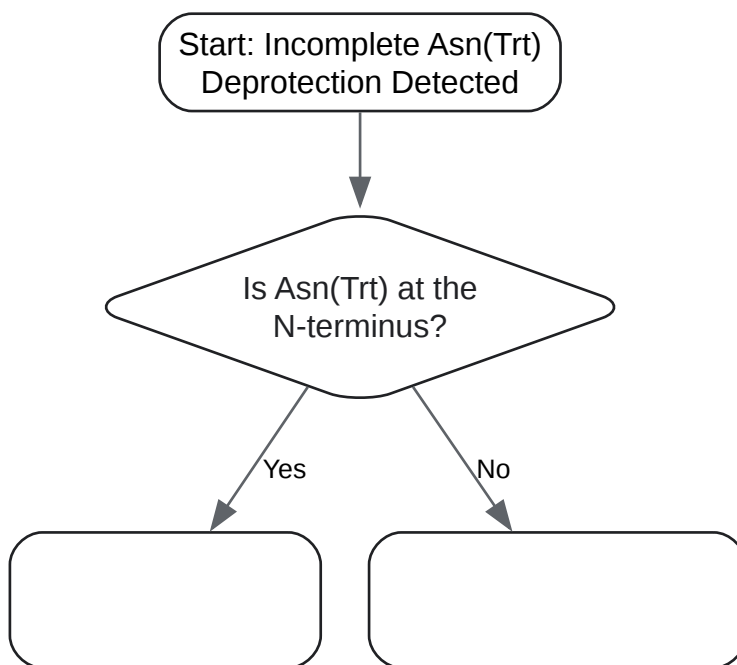 Start: Incomplete Asn(Trt)
Deprotection Detected
Is Asn(Trt) at the
N-terminus?
Yes
No